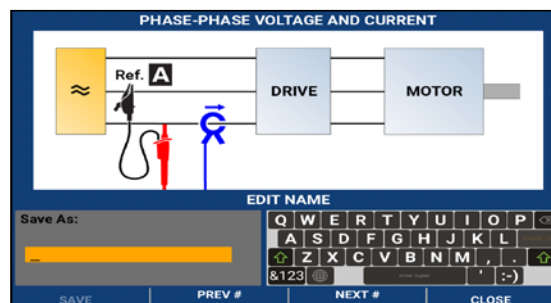 PHASE-PHASE VOLTAGE AND CURRENT
Ref. A
≈ DRIVE MOTOR
EDIT NAME
Save As:
_
Q W E R T Y U I O P
A S D F G H J K L
Z X C V B N M , .
&123 ' :-)
SAVE PREV # NEXT # CLOSE